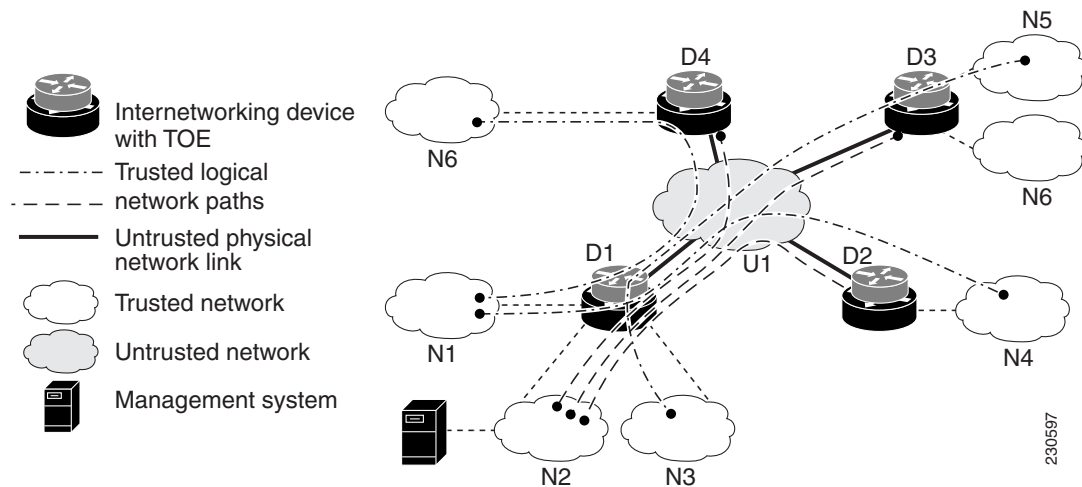 Internetworking device
with TOE
Trusted logical
network paths
Untrusted physical
network link
Trusted network
Untrusted network
Management system
N5
D4
D3
N6
N6
U1
D1
D2
N1
N4
N2
N3
230597